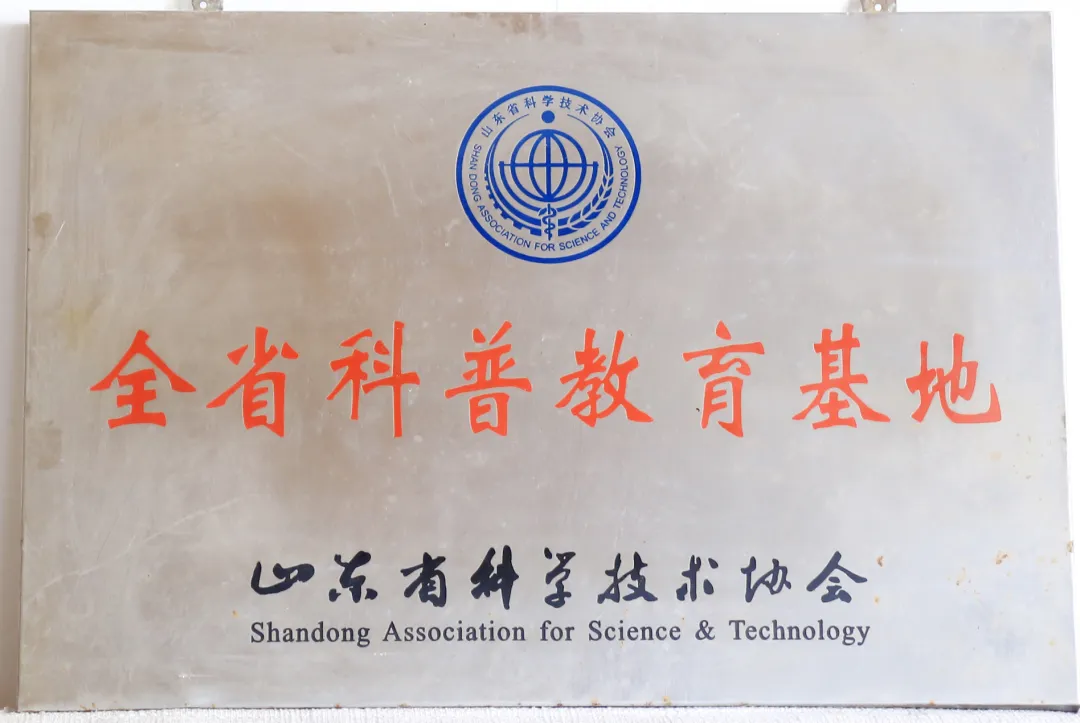 山东省科学技术协会
SHAN DONG ASSOCIATION FOR SCIENCE AND TECHNOLOGY
全省科普教育基地
山东省科学技术协会
Shandong Association for Science & Technology